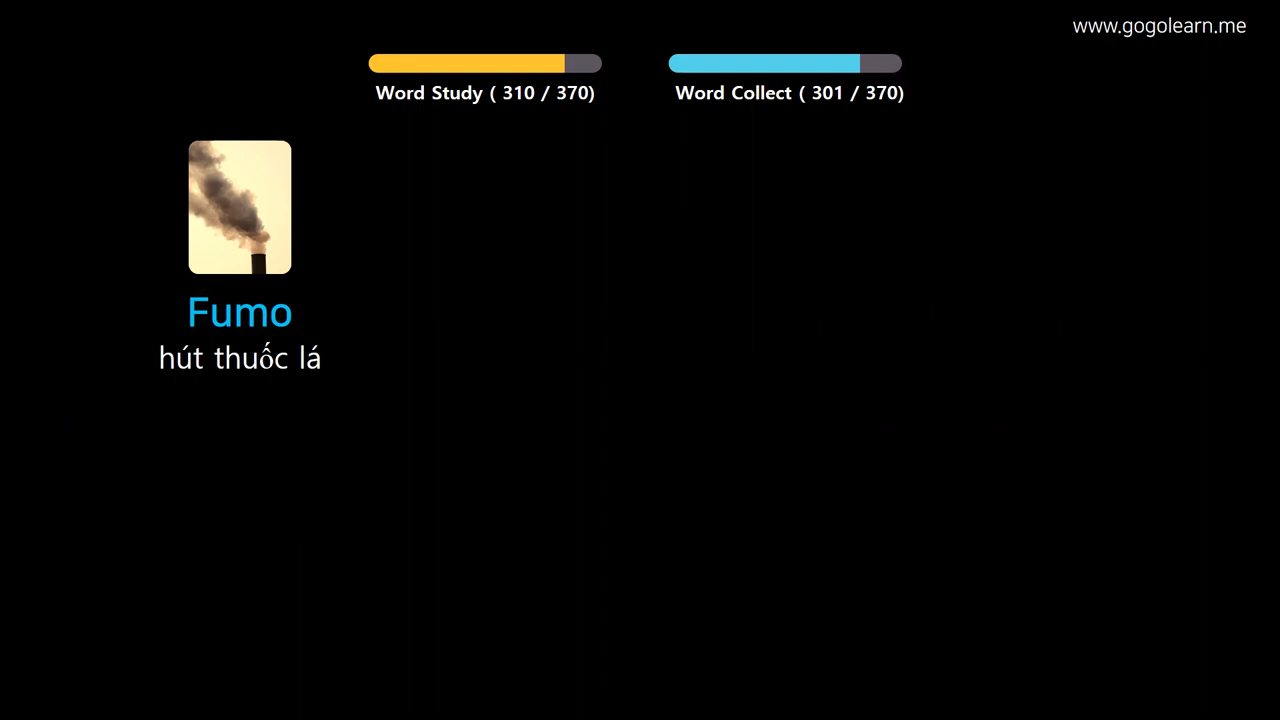 www.gogolearn.me
Word Study ( 310 / 370)
Word Collect ( 301 / 370)
Fumo
hút thuốc lá